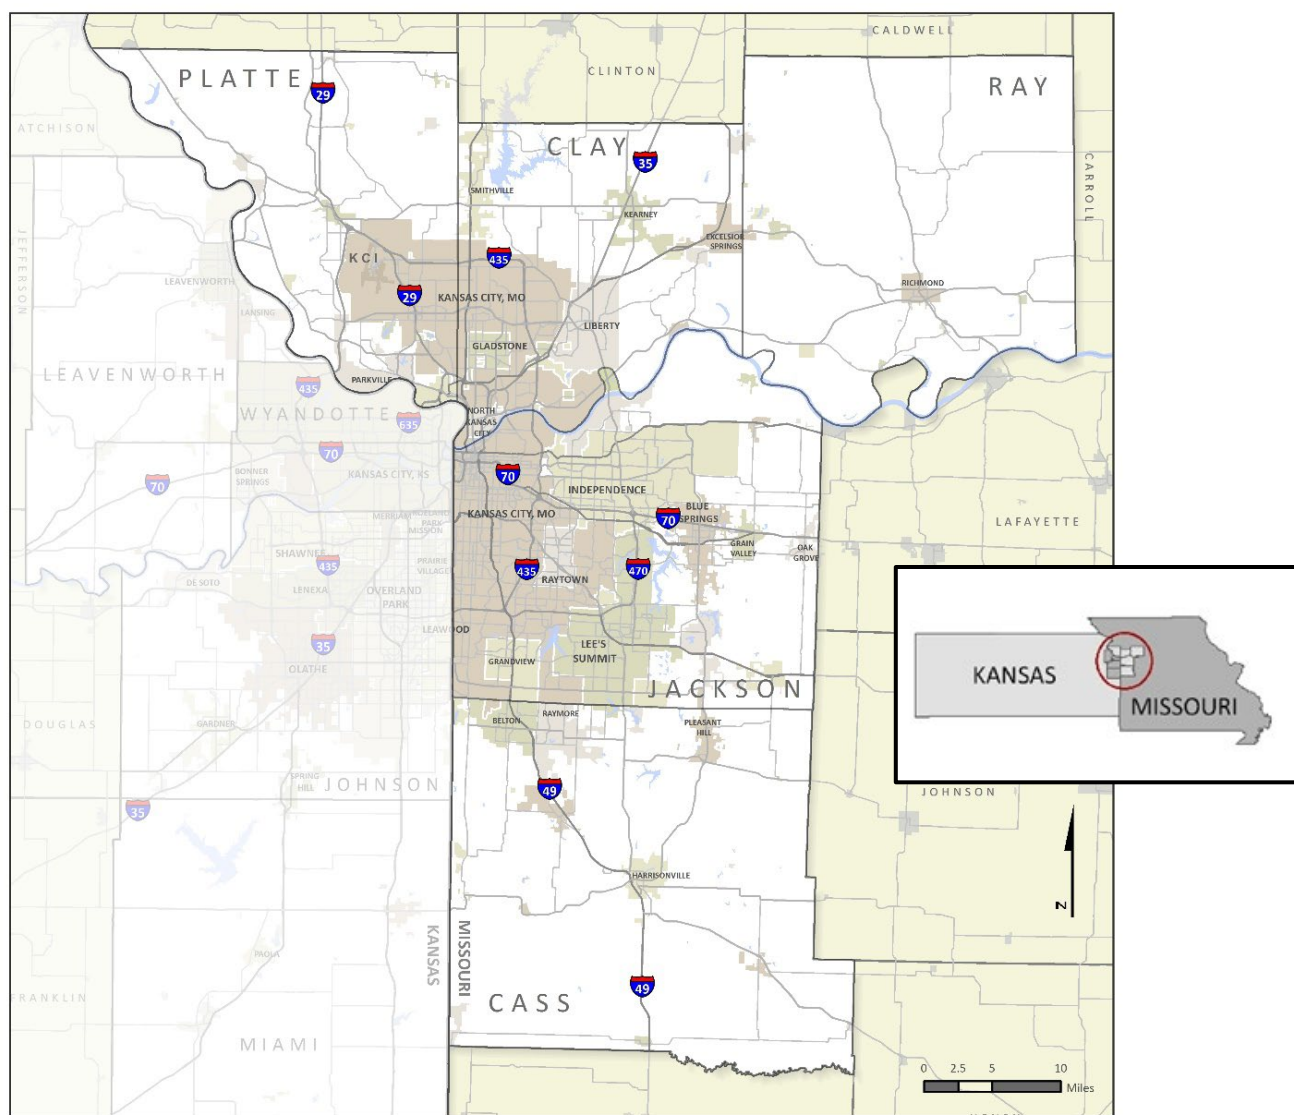 CALDWELL
CLINTON
PLATTE
29
RAY
ATCHISON
CLAY
35
CARROLL
SMITHVILLE
KEARNEY
JEFFERSON
EXCELSIOR
SPRINGS
KCI
435
LEAVENWORTH
RICHMOND
29
KANSAS CITY, MO
LANSING
LIBERTY
GLADSTONE
LEAVENWORTH
PARKVILLE
435
WYANDOTTE
635
NORTH
KANSAS
CITY
70
BONNER
SPRINGS
KANSAS CITY, KS
70
70
INDEPENDENCE
BLUE
SPRINGS
70
KANSAS CITY, MO
MERRIAM
ROELAND
PARK
MISSION
LAFAYETTE
GRAIN
VALLEY
OAK
GROVE
SHAWNEE
435
PRAIRIE
VILLAGE
435
RAYTOWN
470
DE SOTO
LENEXA
OVERLAND
PARK
LEAWOOD
35
OLATHE
GRANDVIEW
LEE'S
SUMMIT
JACKSON
KANSAS
MISSOURI
DOUGLAS
GARDNER
BELTON
RAYMORE
PLEASANT
HILL
SPRING
HILL
JOHNSON
49
JOHNSON
35
HARRISONVILLE
N
KANSAS
MISSOURI
PAOLA
FRANKLIN
CASS
49
MIAMI
0 2.5 5 10
Miles